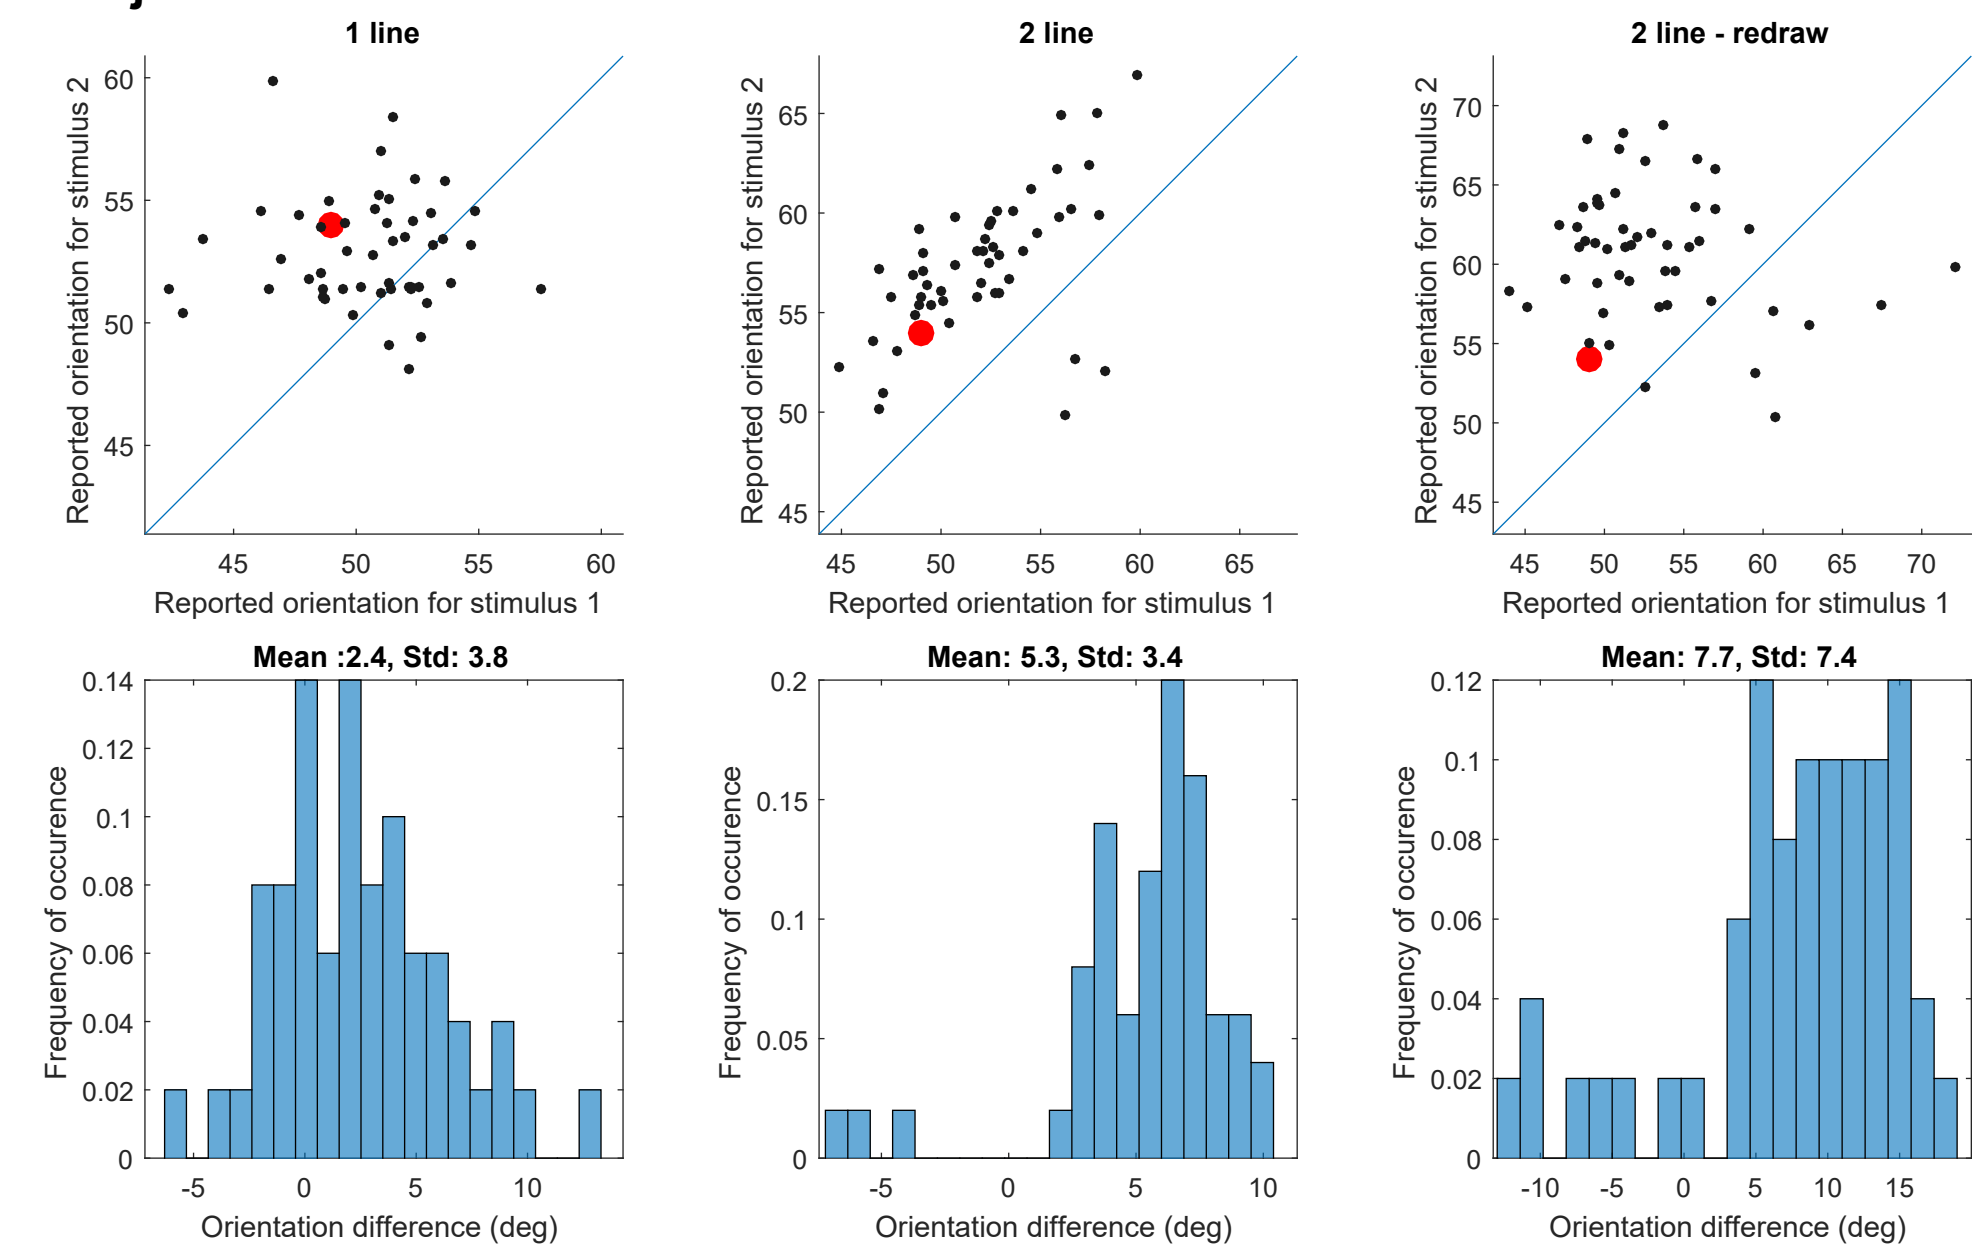 1 line
2 line
2 line - redraw
Reported orientation for stimulus 2
60
55
50
45
45 50 55 60
Reported orientation for stimulus 1
Reported orientation for stimulus 2
65
60
55
50
45
45 50 55 60 65
Reported orientation for stimulus 1
Reported orientation for stimulus 2
70
65
60
55
50
45
45 50 55 60 65 70
Reported orientation for stimulus 1
Mean :2.4, Std: 3.8
Frequency of occurence
0.14
0.12
0.1
0.08
0.06
0.04
0.02
0
-5 0 5 10
Orientation difference (deg)
Mean: 5.3, Std: 3.4
Frequency of occurence
0.2
0.15
0.1
0.05
0
-5 0 5 10
Orientation difference (deg)
Mean: 7.7, Std: 7.4
Frequency of occurence
0.12
0.1
0.08
0.06
0.04
0.02
0
-10 -5 0 5 10 15
Orientation difference (deg)